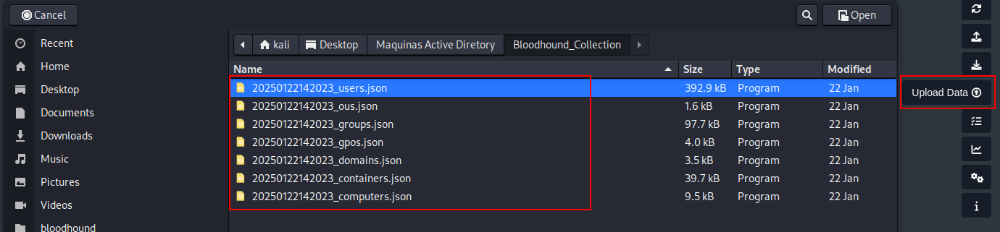 Cancel
Open
Recent
Home
Desktop
Documents
Downloads
Music
Pictures
Videos
bloodhound
kali Desktop Maquinas Active Diretory Bloodhound_Collection
Name Size Type Modified
20250122142023_users.json 392.9 kB Program 22 Jan
20250122142023_ous.json 1.6 kB Program 22 Jan
20250122142023_groups.json 97.7 kB Program 22 Jan
20250122142023_gpos.json 4.0 kB Program 22 Jan
20250122142023_domains.json 3.5 kB Program 22 Jan
20250122142023_containers.json 39.7 kB Program 22 Jan
20250122142023_computers.json 9.5 kB Program 22 Jan
Upload Data